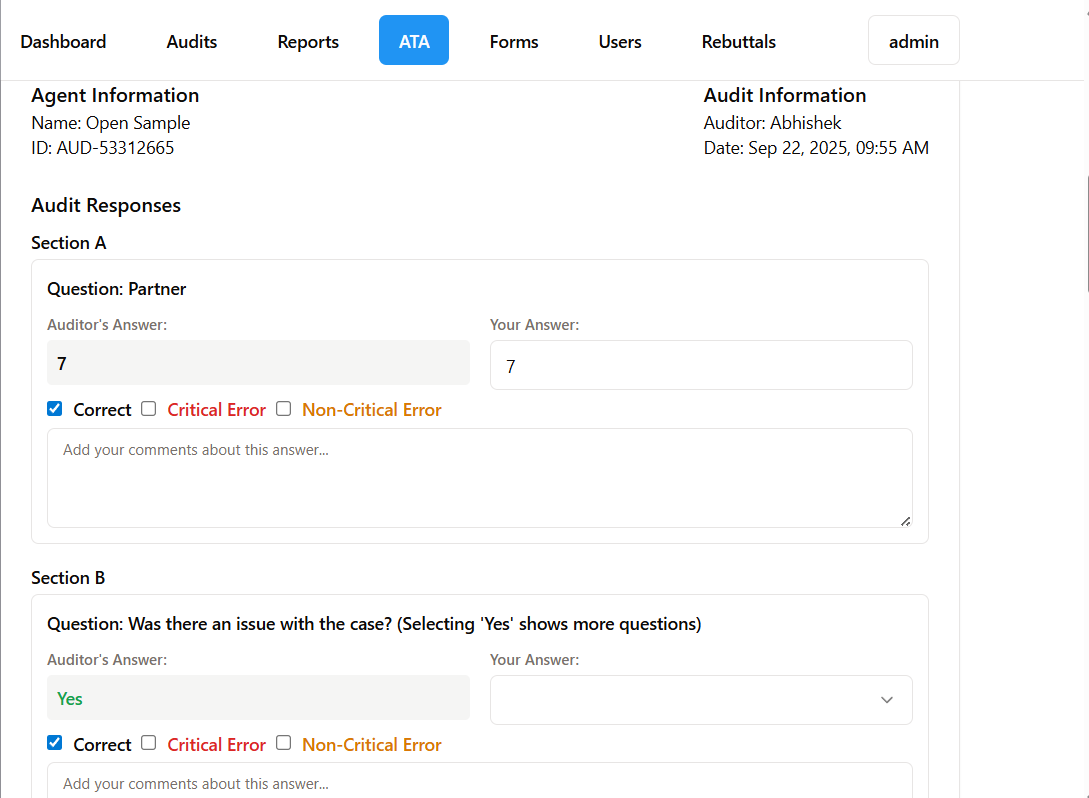 Dashboard Audits Reports ATA Forms Users Rebuttals admin
Agent Information
Name: Open Sample
ID: AUD-53312665
Audit Information
Auditor: Abhishek
Date: Sep 22, 2025, 09:55 AM
Audit Responses
Section A
Question: Partner
Auditor's Answer:
7
Your Answer:
7
Correct Critical Error Non-Critical Error
Add your comments about this answer...
Section B
Question: Was there an issue with the case? (Selecting 'Yes' shows more questions)
Auditor's Answer:
Yes
Your Answer:
Correct Critical Error Non-Critical Error
Add your comments about this answer...